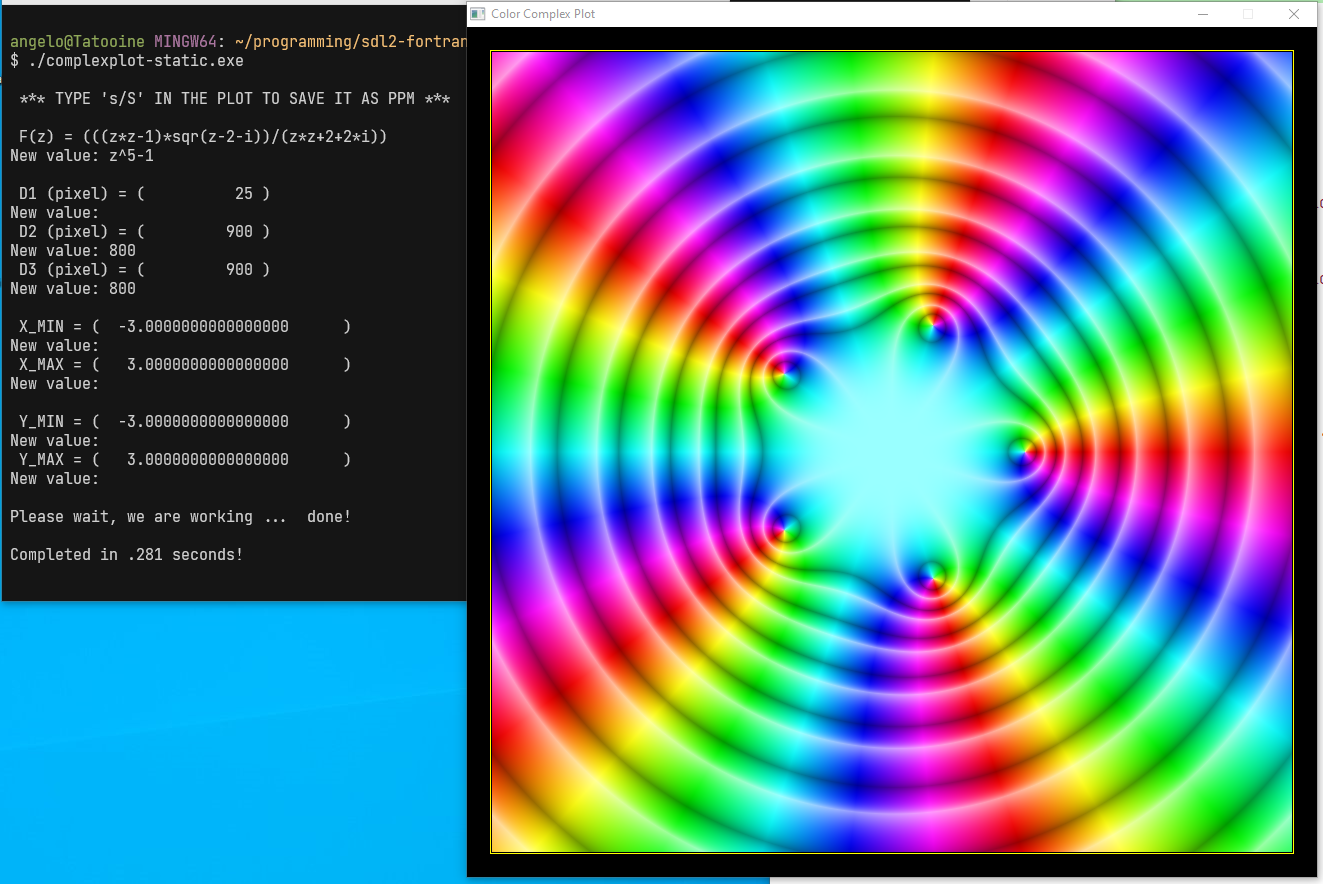 Color Complex Plot
angelo@Tatooine MINGW64: ~/programming/sdl2-fortran
$ ./complexplot-static.exe
*** TYPE 's/S' IN THE PLOT TO SAVE IT AS PPM ***
F(z) = (((z*z-1)*sqr(z-2-i))/(z*z+2+2*i))
New value: z^5-1
D1 (pixel) = (          25 )
New value:
D2 (pixel) = (         900 )
New value: 800
D3 (pixel) = (         900 )
New value: 800
X_MIN = (  -3.0000000000000000      )
New value:
X_MAX = (   3.0000000000000000      )
New value:
Y_MIN = (  -3.0000000000000000      )
New value:
Y_MAX = (   3.0000000000000000      )
New value:
Please wait, we are working ...  done!
Completed in .281 seconds!